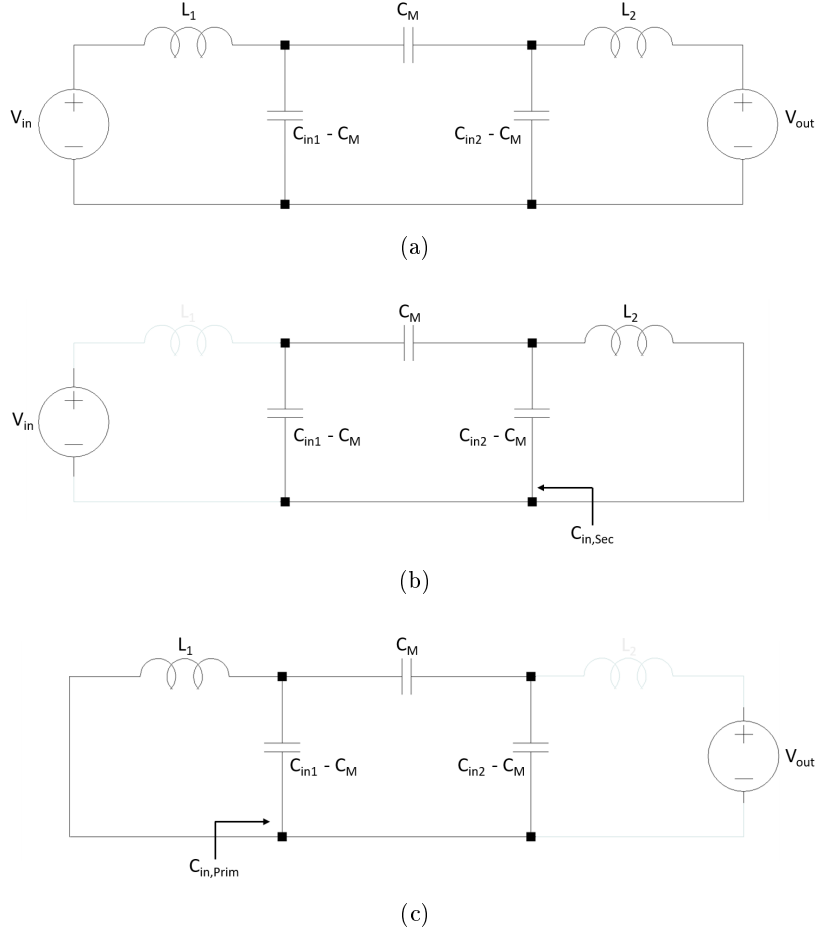 L1 CM L2
Vin + − Cin1 - CM Cin2 - CM + − Vout
(a)
L1 CM L2
Vin + − Cin1 - CM Cin2 - CM
Cin,Sec
(b)
L1 CM L2
Cin1 - CM Cin2 - CM + − Vout
Cin,Prim
(c)